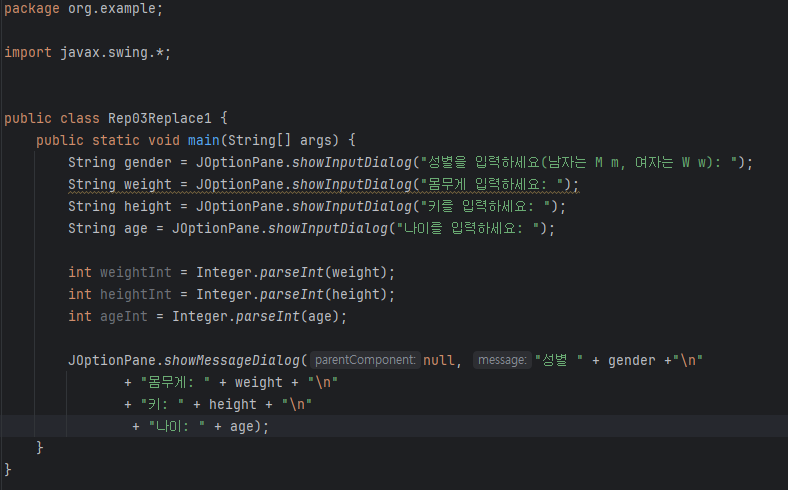 package org.example;
import javax.swing.*;
public class Rep03Replace1 {
public static void main(String[] args) {
String gender = JOptionPane.showInputDialog("성별을 입력하세요(남자는 M m, 여자는 W w): ");
String weight = JOptionPane.showInputDialog("몸무게 입력하세요: ");
String height = JOptionPane.showInputDialog("키를 입력하세요: ");
String age = JOptionPane.showInputDialog("나이를 입력하세요: ");
int weightInt = Integer.parseInt(weight);
int heightInt = Integer.parseInt(height);
int ageInt = Integer.parseInt(age);
JOptionPane.showMessageDialog( parentComponent: null, message: "성별 " + gender +"\n"
+ "몸무게: " + weight + "\n"
+ "키: " + height + "\n"
+ "나이: " + age);
}
}